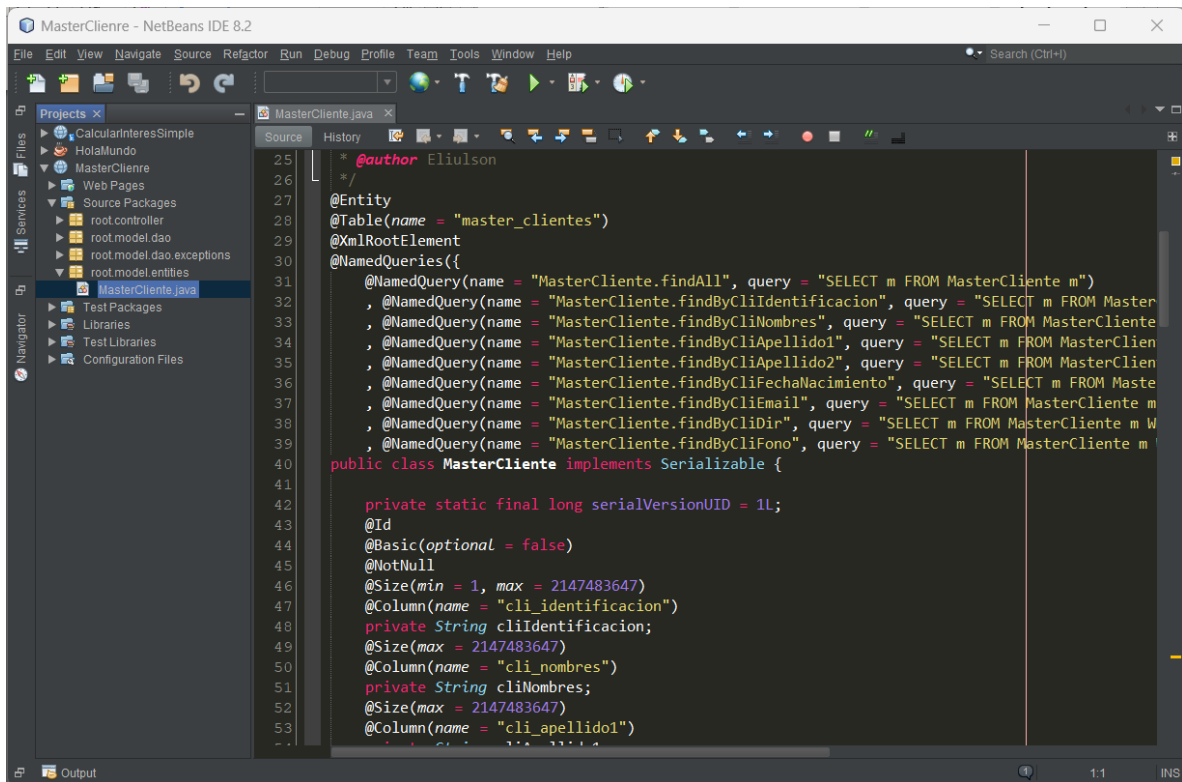 MasterClienre - NetBeans IDE 8.2
File Edit View Navigate Source Refactor Run Debug Profile Team Tools Window Help
Search (Ctrl+I)
Projects
MasterCliente.java
Files
Services
Navigator
CalcularInteresSimple
HolaMundo
MasterClienre
Web Pages
Source Packages
root.controller
root.model.dao
root.model.dao.exceptions
root.model.entities
MasterCliente.java
Test Packages
Libraries
Test Libraries
Configuration Files
Source History
25 * @author Eliulson
26 */
27 @Entity
28 @Table(name = "master_clientes")
29 @XmlRootElement
30 @NamedQueries({
31 @NamedQuery(name = "MasterCliente.findAll", query = "SELECT m FROM MasterCliente m")
32 , @NamedQuery(name = "MasterCliente.findByCliIdentificacion", query = "SELECT m FROM Master
33 , @NamedQuery(name = "MasterCliente.findByCliNombres", query = "SELECT m FROM MasterCliente
34 , @NamedQuery(name = "MasterCliente.findByCliApellido1", query = "SELECT m FROM MasterClien
35 , @NamedQuery(name = "MasterCliente.findByCliApellido2", query = "SELECT m FROM MasterClien
36 , @NamedQuery(name = "MasterCliente.findByCliFechaNacimiento", query = "SELECT m FROM Maste
37 , @NamedQuery(name = "MasterCliente.findByCliEmail", query = "SELECT m FROM MasterCliente m
38 , @NamedQuery(name = "MasterCliente.findByCliDir", query = "SELECT m FROM MasterCliente m W
39 , @NamedQuery(name = "MasterCliente.findByCliFono", query = "SELECT m FROM MasterCliente m
40 public class MasterCliente implements Serializable {
41
42 private static final long serialVersionUID = 1L;
43 @Id
44 @Basic(optional = false)
45 @NotNull
46 @Size(min = 1, max = 2147483647)
47 @Column(name = "cli_identificacion")
48 private String cliIdentificacion;
49 @Size(max = 2147483647)
50 @Column(name = "cli_nombres")
51 private String cliNombres;
52 @Size(max = 2147483647)
53 @Column(name = "cli_apellido1")
Output
1
1:1
INS